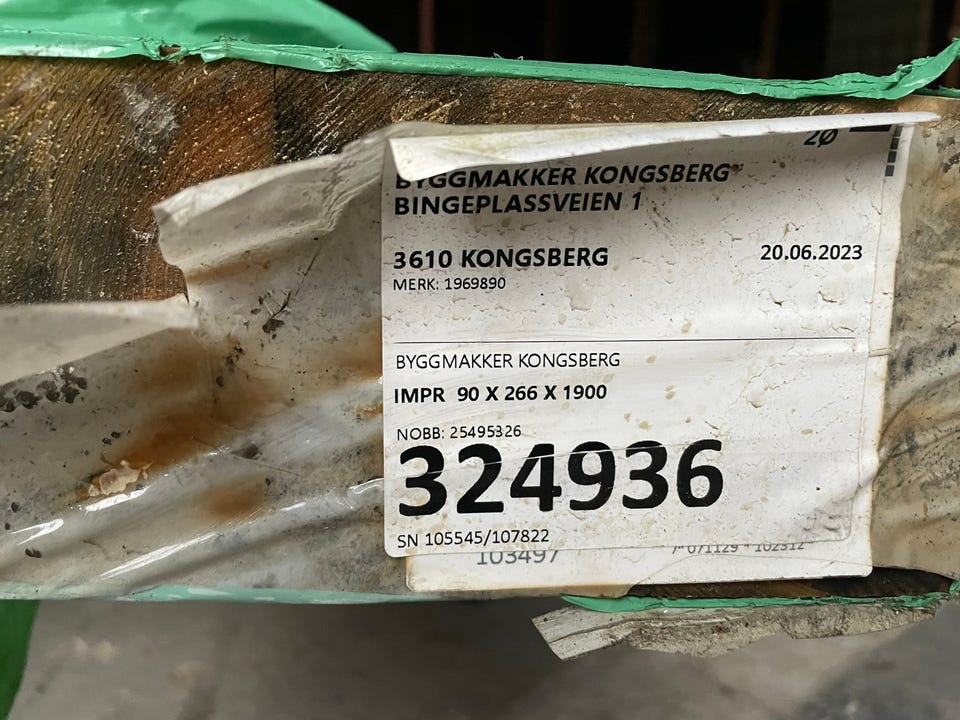 2Ø
BYGGMAKKER KONGSBERG
BINGEPLASSVEIEN 1
3610 KONGSBERG
20.06.2023
MERK: 1969890
BYGGMAKKER KONGSBERG
IMPR 90 X 266 X 1900
NOBB: 25495326
324936
SN 105545/107822
103497